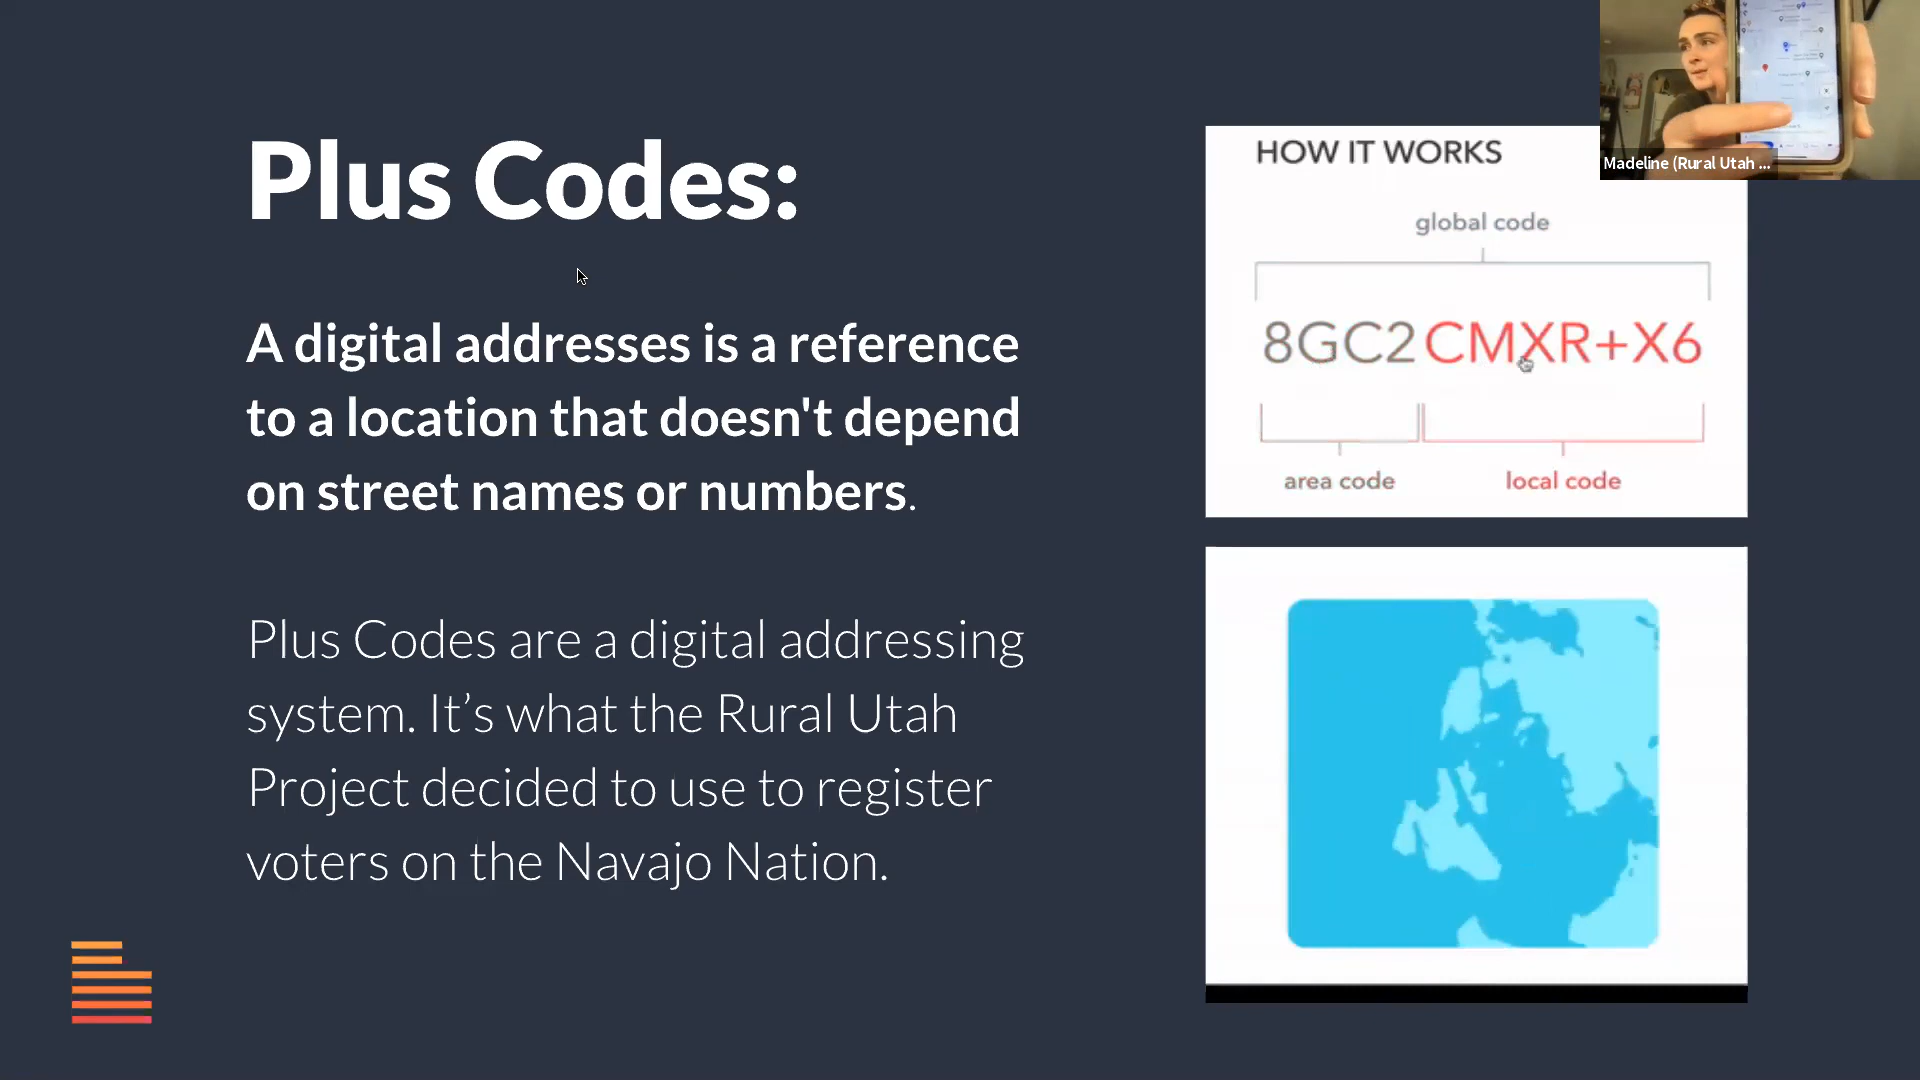 Plus Codes:
A digital addresses is a reference
to a location that doesn't depend
on street names or numbers.
Plus Codes are a digital addressing
system. It’s what the Rural Utah
Project decided to use to register
voters on the Navajo Nation.
HOW IT WORKS
global code
8GC2CMXR+X6
area code
local code
Madeline (Rural Utah ...